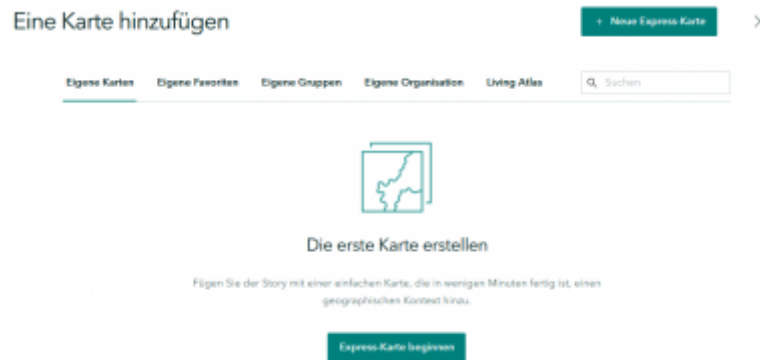 Eine Karte hinzufügen
+ Neue Express-Karte
Eigene Karten Eigene Favoriten Eigene Gruppen Eigene Organisation Living Atlas Suchen
Die erste Karte erstellen
Fügen Sie der Story mit einer einfachen Karte, die in wenigen Minuten fertig ist, einen
geographischen Kontext hinzu.
Express-Karte beginnen